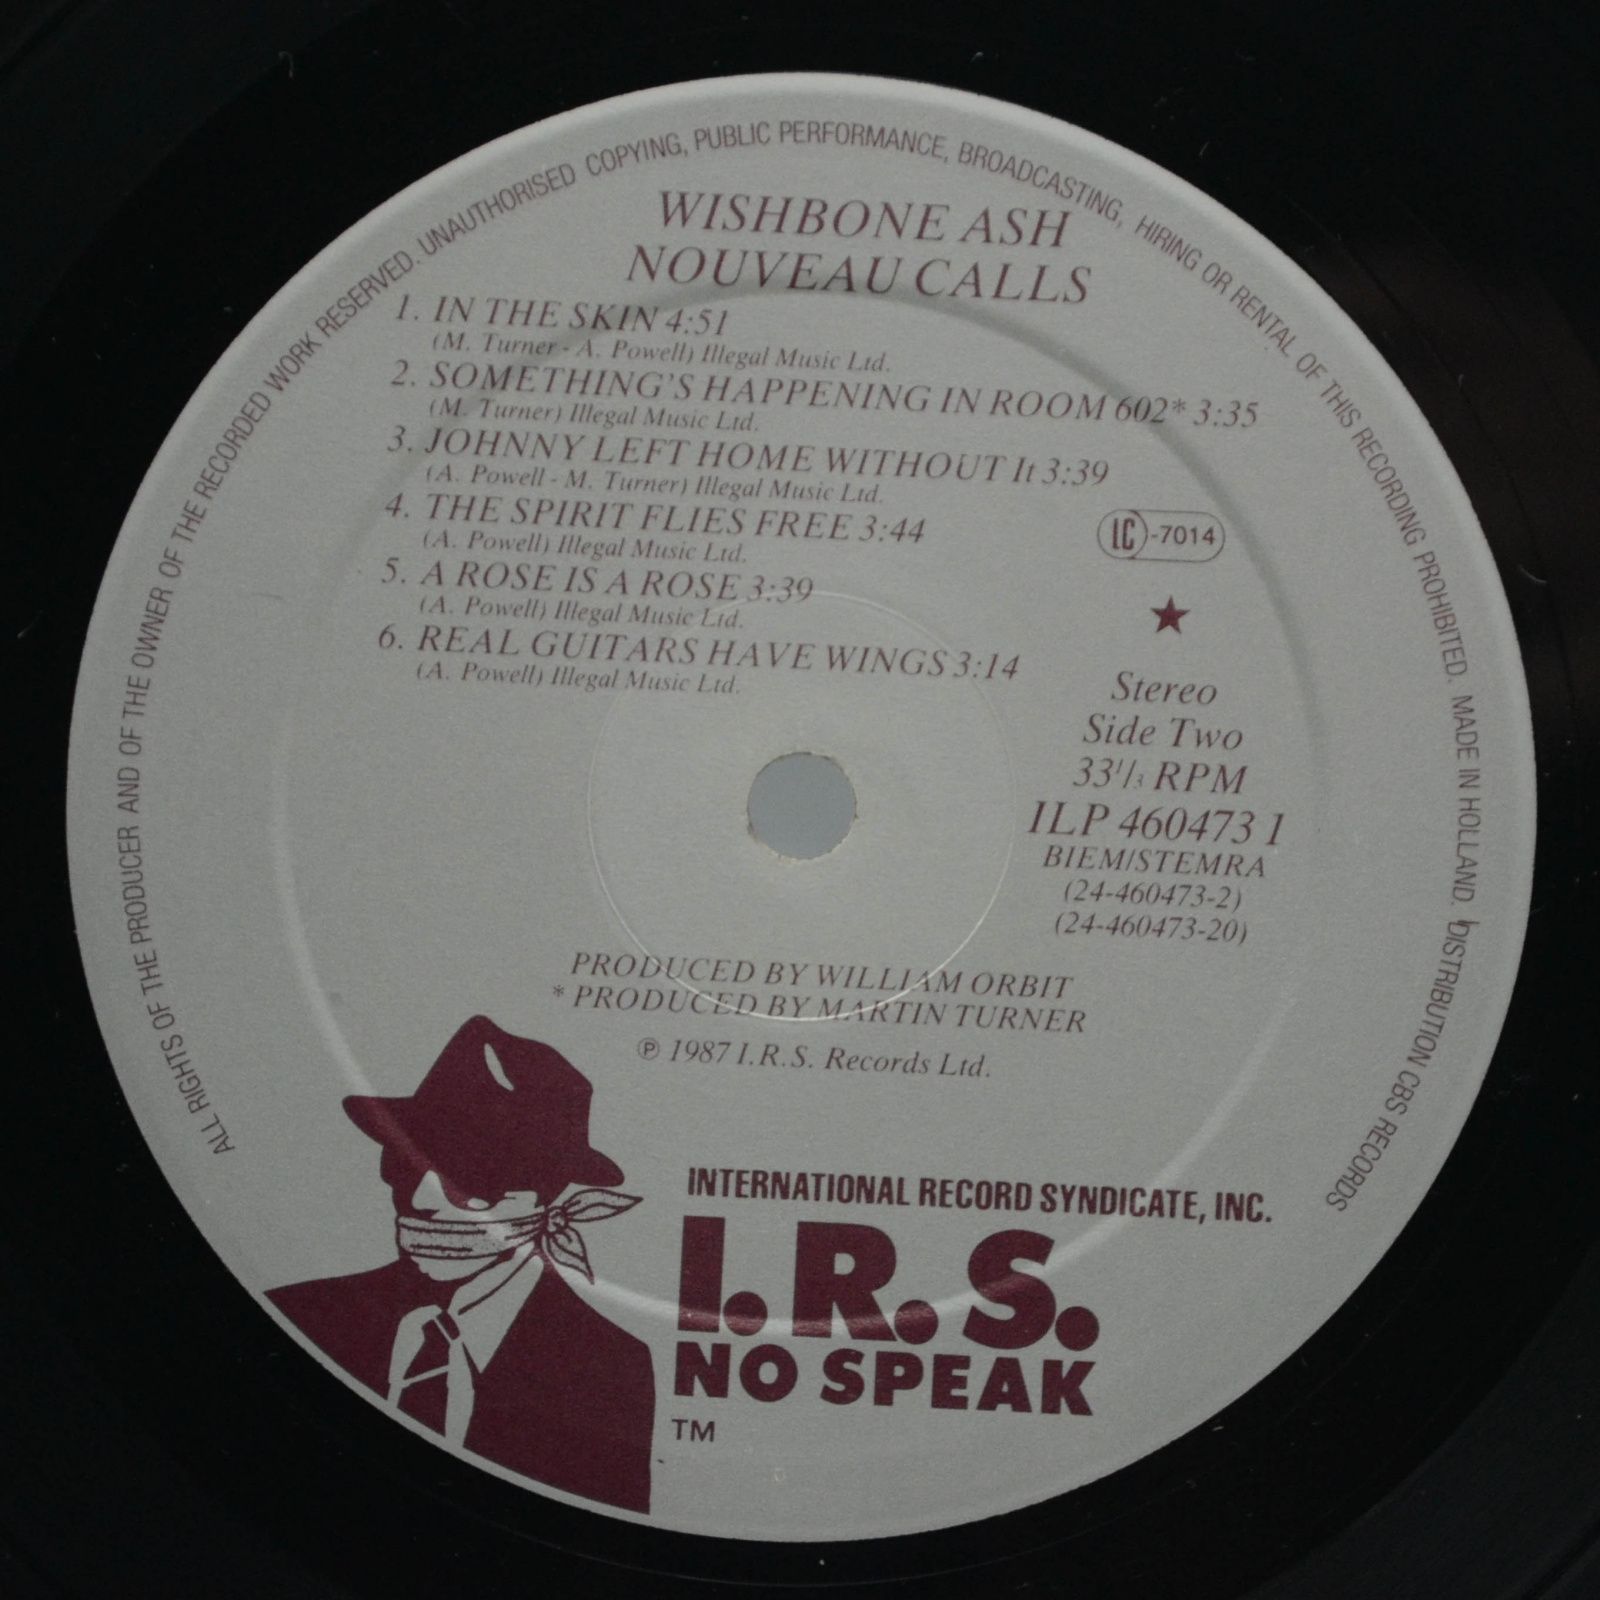 ALL RIGHTS OF THE PRODUCER AND OF THE OWNER OF THE RECORDED WORK RESERVED. UNAUTHORISED COPYING, PUBLIC PERFORMANCE, BROADCASTING, HIRING OR RENTAL OF THIS RECORDING PROHIBITED. MADE IN HOLLAND. DISTRIBUTION CBS RECORDS
WISHBONE ASH
NOUVEAU CALLS
1. IN THE SKIN 4:51
(M. Turner - A. Powell) Illegal Music Ltd.
2. SOMETHING'S HAPPENING IN ROOM 602* 3:35
(M. Turner) Illegal Music Ltd.
3. JOHNNY LEFT HOME WITHOUT It 3:39
(A. Powell - M. Turner) Illegal Music Ltd.
4. THE SPIRIT FLIES FREE 3:44
(A. Powell) Illegal Music Ltd.
5. A ROSE IS A ROSE 3:39
(A. Powell) Illegal Music Ltd.
6. REAL GUITARS HAVE WINGS 3:14
(A. Powell) Illegal Music Ltd.
LC-7014
★
Stereo
Side Two
33 1/3 RPM
ILP 460473 1
BIEM/STEMRA
(24-460473-2)
(24-460473-20)
PRODUCED BY WILLIAM ORBIT
* PRODUCED BY MARTIN TURNER
℗ 1987 I.R.S. Records Ltd.
INTERNATIONAL RECORD SYNDICATE, INC.
I.R.S.
NO SPEAK
TM